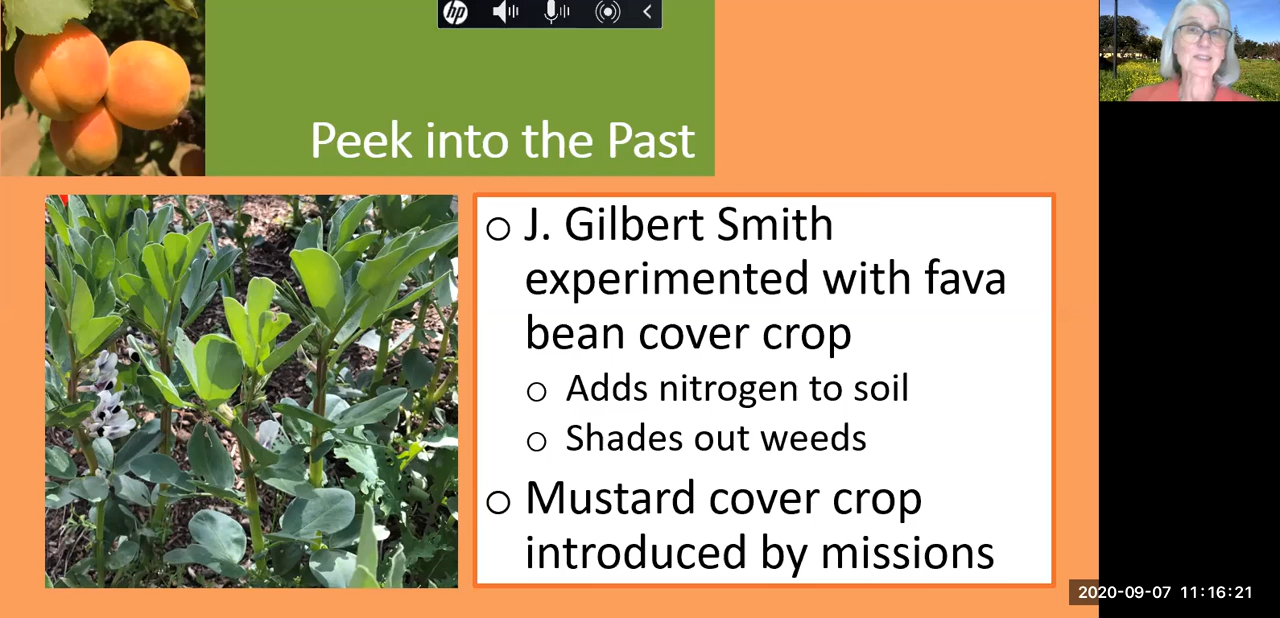 hp
Peek into the Past
o J. Gilbert Smith
experimented with fava
bean cover crop
o Adds nitrogen to soil
o Shades out weeds
o Mustard cover crop
introduced by missions
2020-09-07 11:16:21